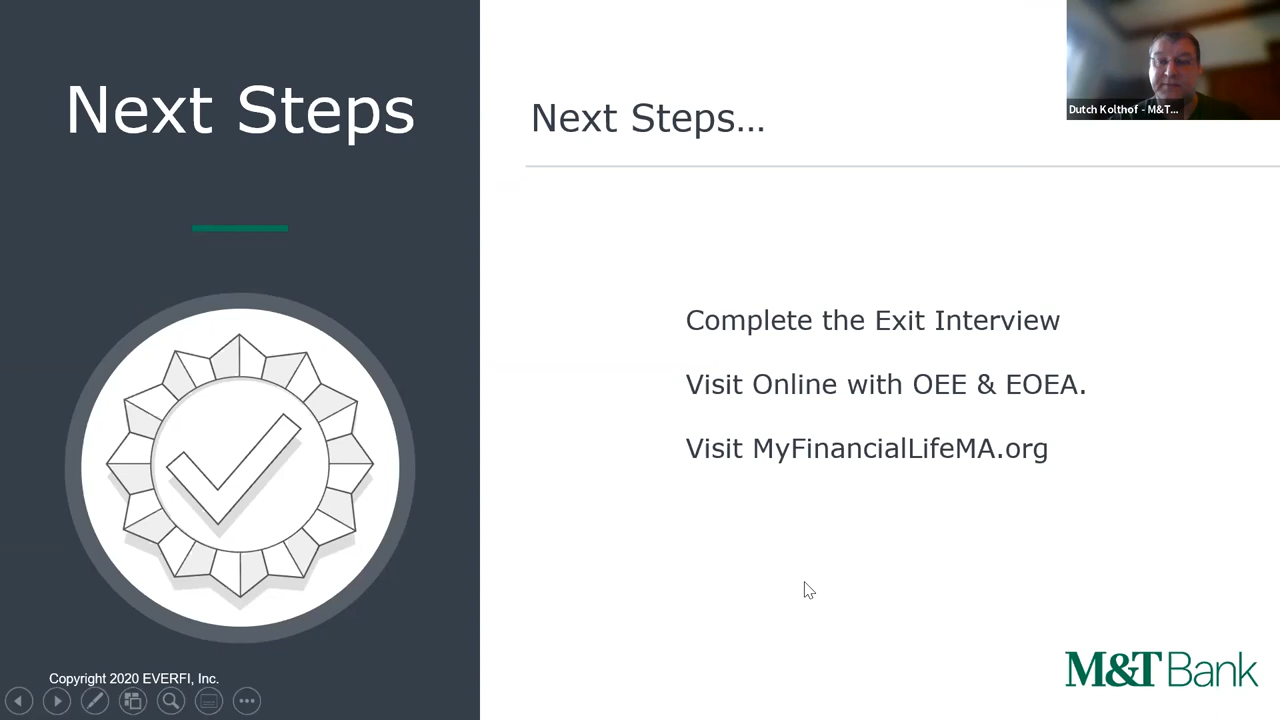 Next Steps
Next Steps...
Dutch Kolthof - M&T...
Complete the Exit Interview
Visit Online with OEE & EOEA.
Visit MyFinancialLifeMA.org
Copyright 2020 EVERFI, Inc.
M&T Bank